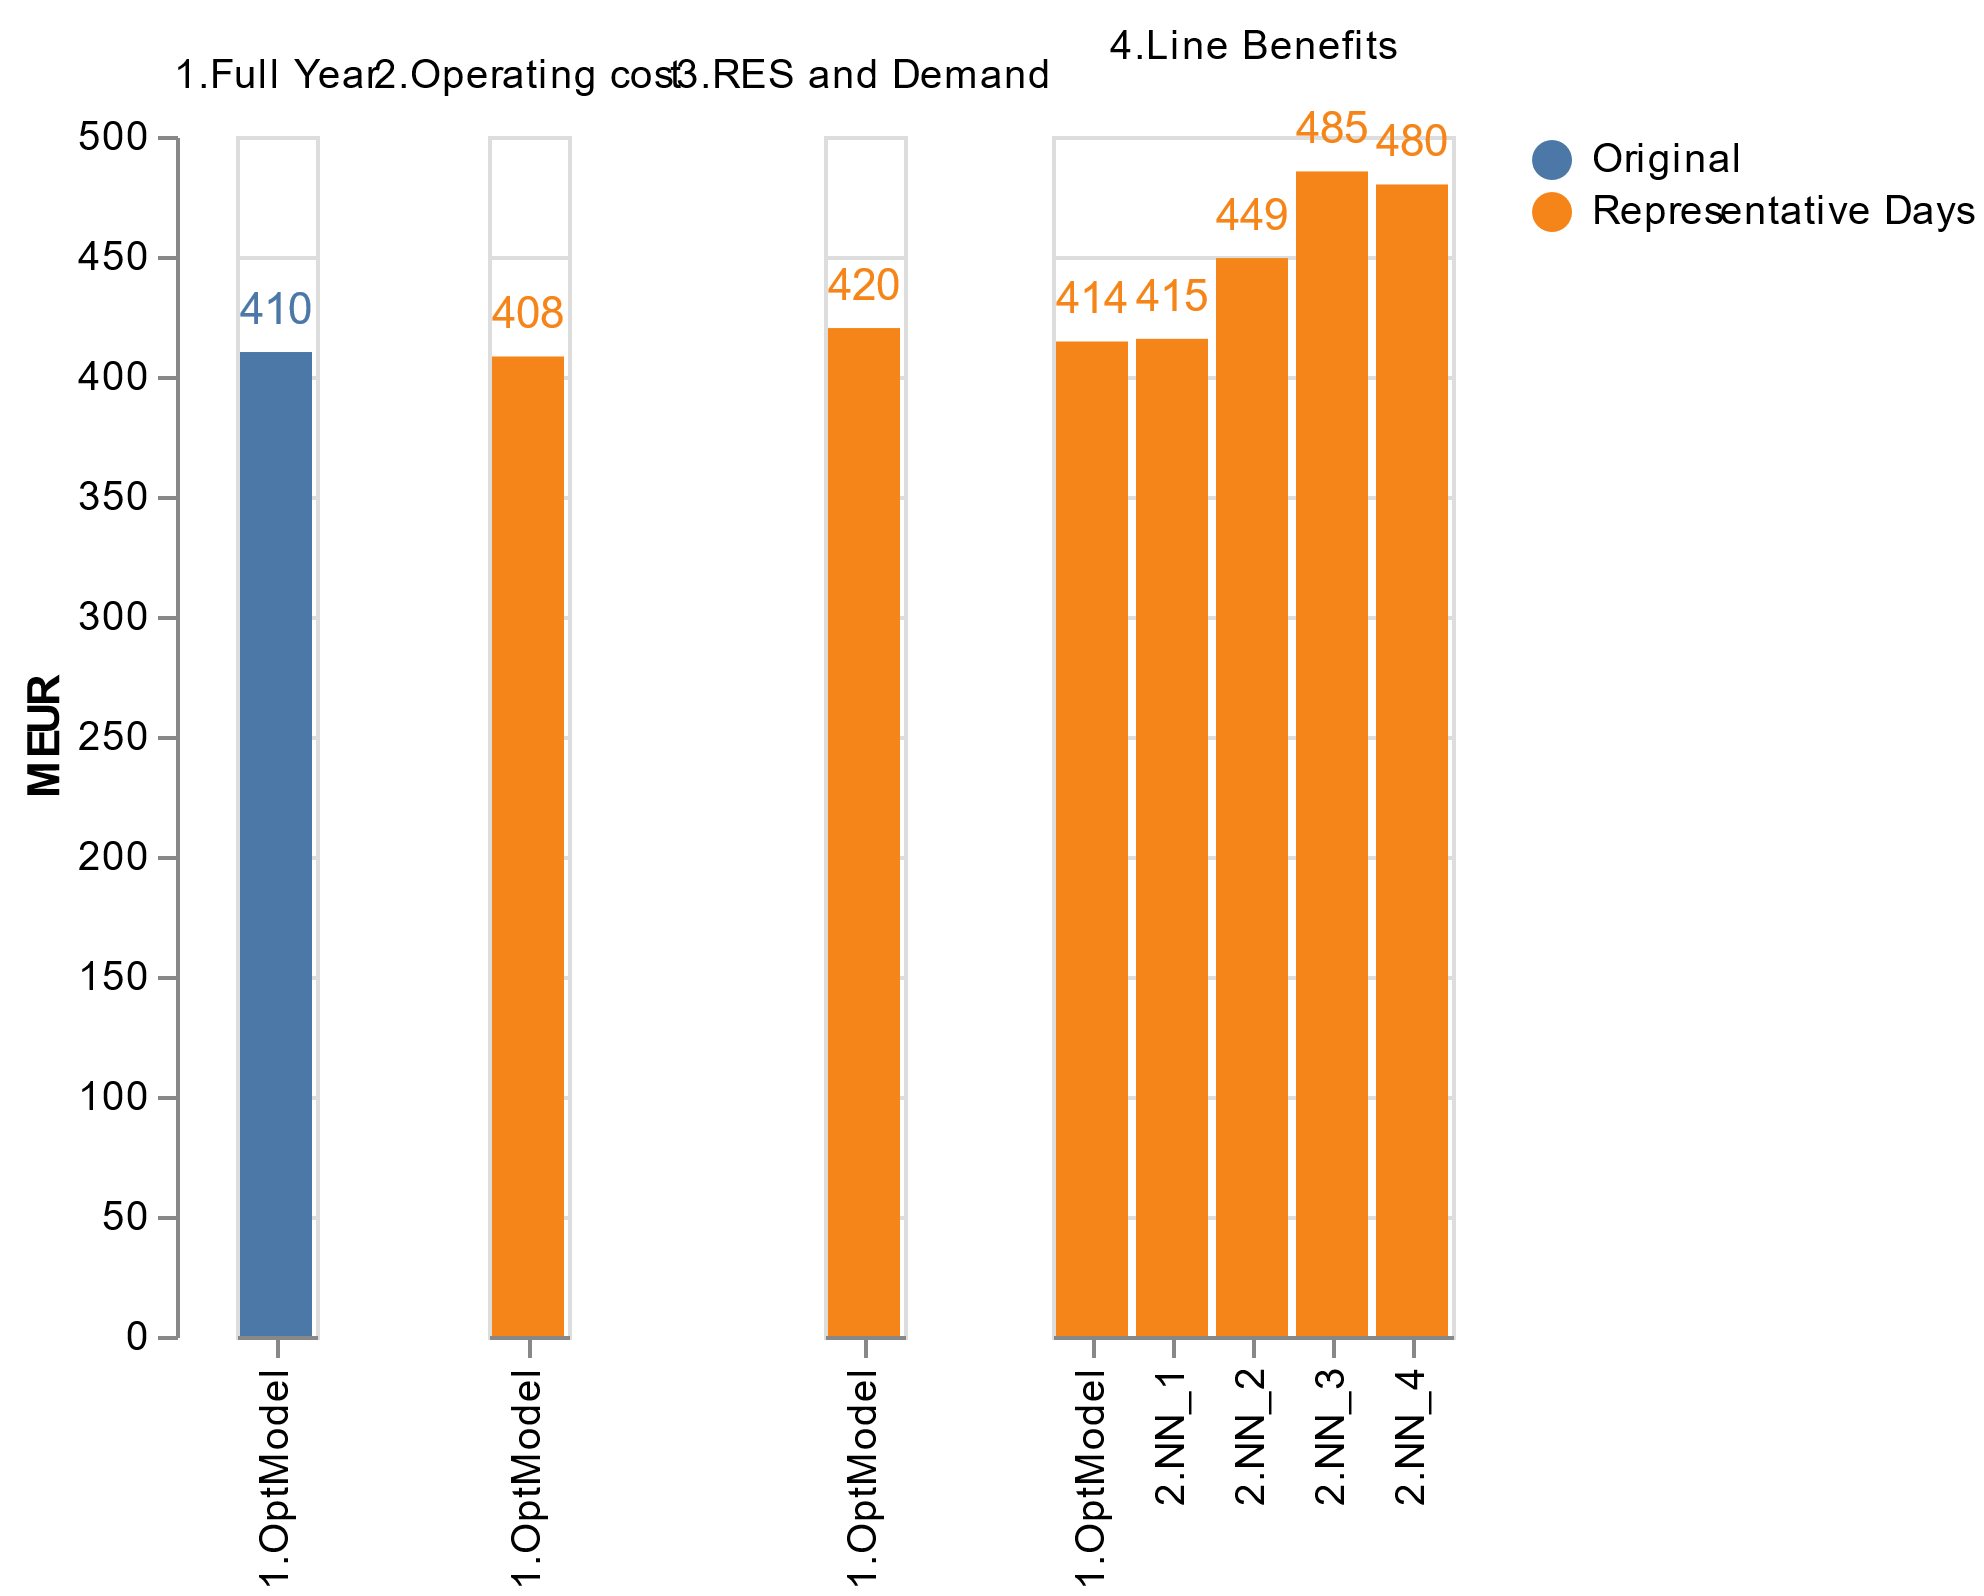 4.Line Benefits
1.Full Year
2.Operating cost
3.RES and Demand
500
450
400
350
300
250
200
150
100
50
0
MEUR
410
408
420
414
415
449
485
480
Original
Representative Days
1.OptModel
1.OptModel
1.OptModel
1.OptModel
2.NN_1
2.NN_2
2.NN_3
2.NN_4